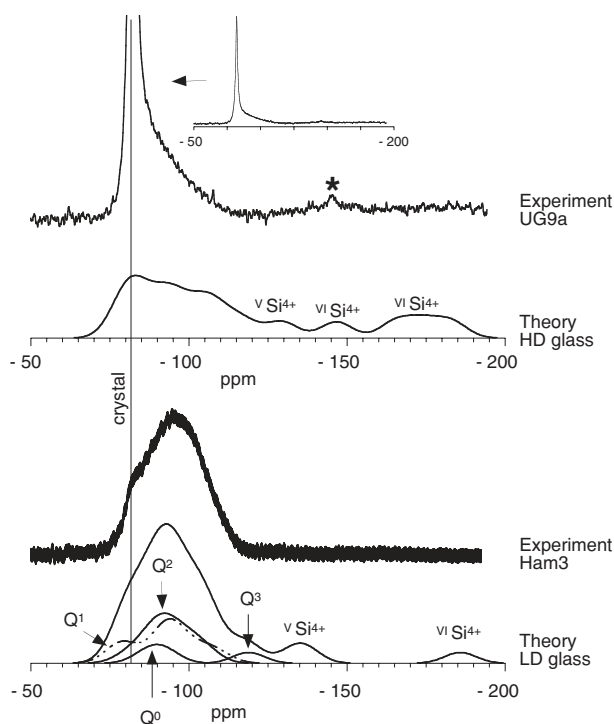 - 50
- 200
*
Experiment
UG9a
V Si4+
VI Si4+
VI Si4+
Theory
HD glass
- 50
- 100
- 150
- 200
ppm
crystal
Experiment
Ham3
Q1
Q2
Q3
V Si4+
VI Si4+
Theory
LD glass
- 50
- 100
- 150
- 200
Q0
ppm